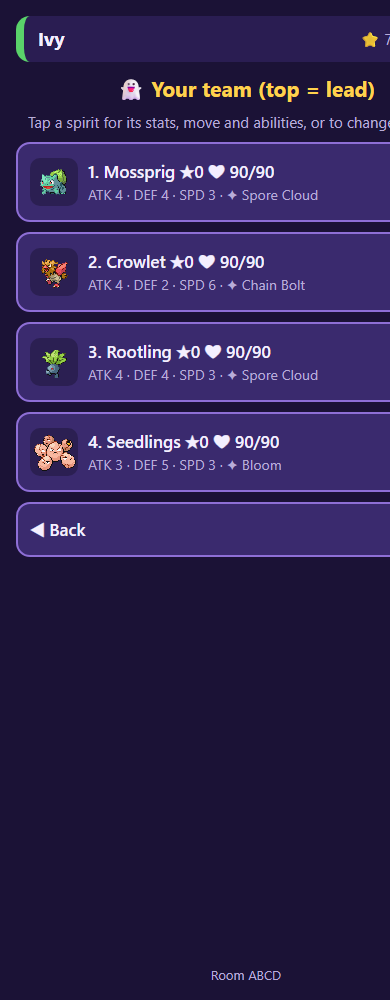 Ivy ⭐ 7
👻 Your team (top = lead)
Tap a spirit for its stats, move and abilities, or to change
1. Mossprig ★0 ♥ 90/90
ATK 4 · DEF 4 · SPD 3 · ✦ Spore Cloud
2. Crowlet ★0 ♥ 90/90
ATK 4 · DEF 2 · SPD 6 · ✦ Chain Bolt
3. Rootling ★0 ♥ 90/90
ATK 4 · DEF 4 · SPD 3 · ✦ Spore Cloud
4. Seedlings ★0 ♥ 90/90
ATK 3 · DEF 5 · SPD 3 · ✦ Bloom
◀ Back
Room ABCD